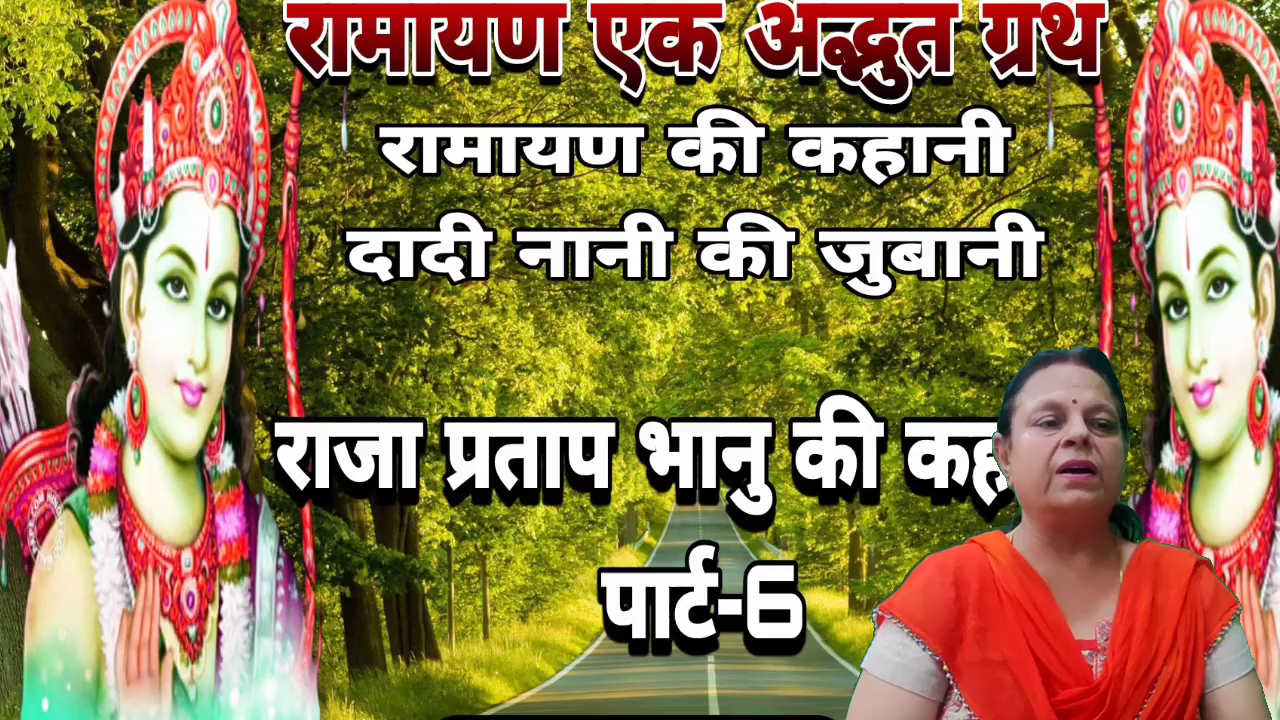 रामायण एक अद्भुत ग्रथ
रामायण की कहानी
दादी नानी की जुबानी
राजा प्रताप भानु की
पार्ट-6